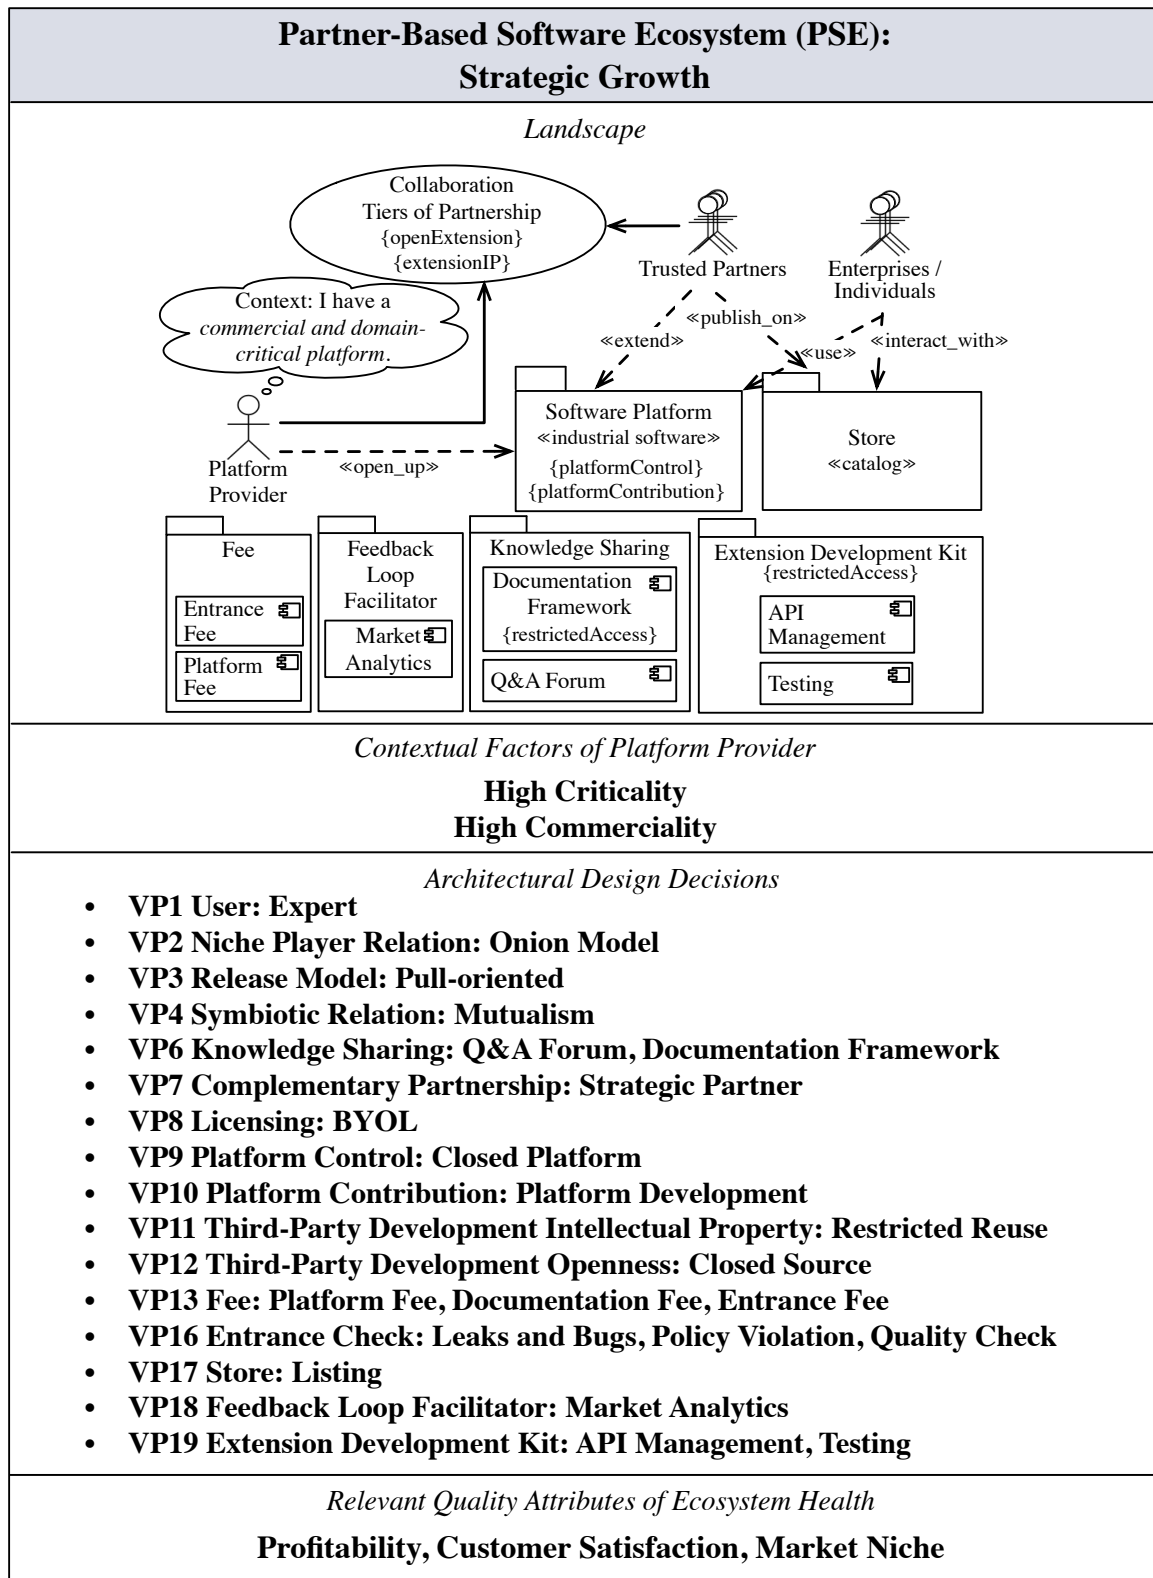 Partner-Based Software Ecosystem (PSE):
Strategic Growth
Landscape
Collaboration
Tiers of Partnership
{openExtension}
{extensionIP}
Trusted Partners
Enterprises /
Individuals
Context: I have a
commercial and domain-
critical platform.
«publish_on»
«extend»
«use»
«interact_with»
Platform
Provider
«open_up»
Software Platform
«industrial software»
{platformControl}
{platformContribution}
Store
«catalog»
Fee
Entrance
Fee
Platform
Fee
Feedback
Loop
Facilitator
Market
Analytics
Knowledge Sharing
Documentation
Framework
{restrictedAccess}
Q&A Forum
Extension Development Kit
{restrictedAccess}
API
Management
Testing
Contextual Factors of Platform Provider
High Criticality
High Commerciality
Architectural Design Decisions
• VP1 User: Expert
• VP2 Niche Player Relation: Onion Model
• VP3 Release Model: Pull-oriented
• VP4 Symbiotic Relation: Mutualism
• VP6 Knowledge Sharing: Q&A Forum, Documentation Framework
• VP7 Complementary Partnership: Strategic Partner
• VP8 Licensing: BYOL
• VP9 Platform Control: Closed Platform
• VP10 Platform Contribution: Platform Development
• VP11 Third-Party Development Intellectual Property: Restricted Reuse
• VP12 Third-Party Development Openness: Closed Source
• VP13 Fee: Platform Fee, Documentation Fee, Entrance Fee
• VP16 Entrance Check: Leaks and Bugs, Policy Violation, Quality Check
• VP17 Store: Listing
• VP18 Feedback Loop Facilitator: Market Analytics
• VP19 Extension Development Kit: API Management, Testing
Relevant Quality Attributes of Ecosystem Health
Profitability, Customer Satisfaction, Market Niche